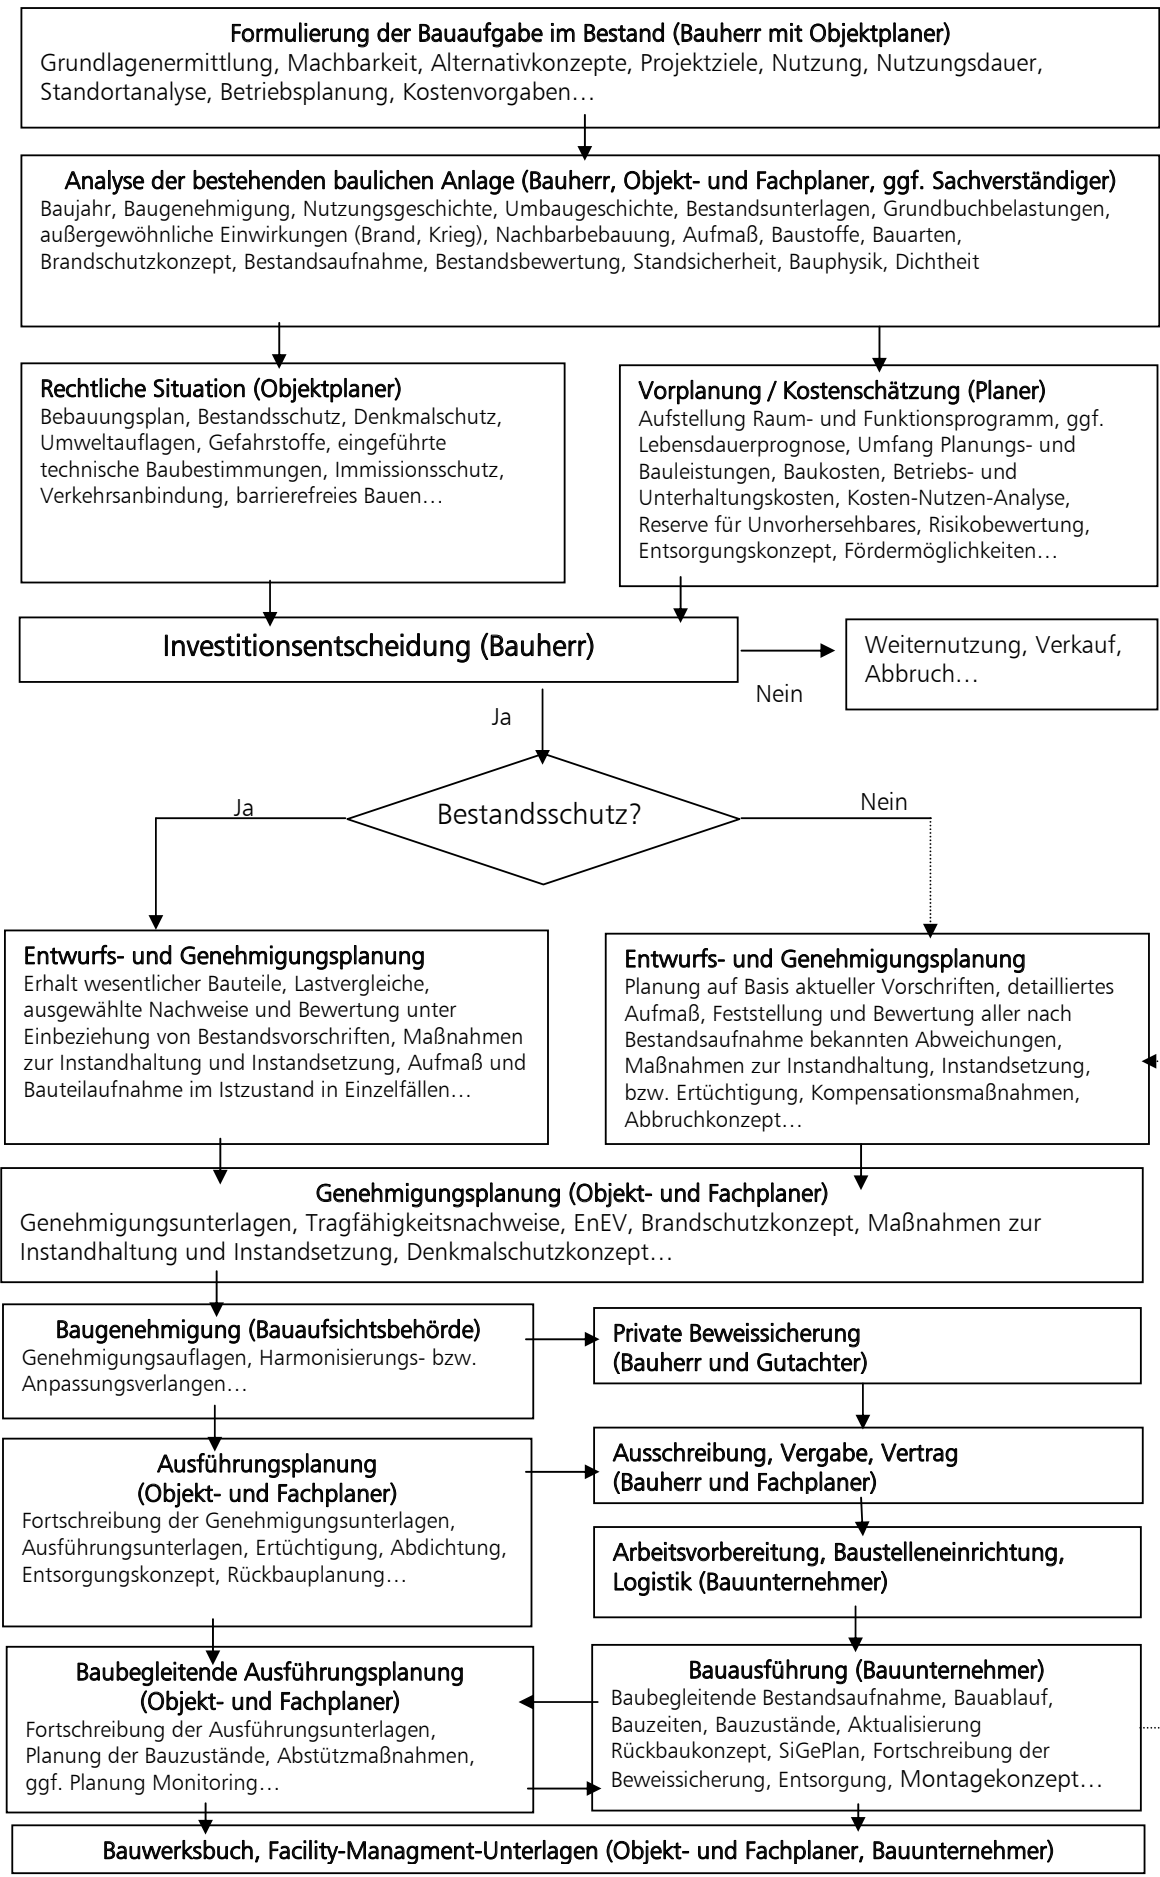 Formulierung der Bauaufgabe im Bestand (Bauherr mit Objektplaner)
Grundlagenermittlung, Machbarkeit, Alternativkonzepte, Projektziele, Nutzung, Nutzungsdauer,
Standortanalyse, Betriebsplanung, Kostenvorgaben…
Analyse der bestehenden baulichen Anlage (Bauherr, Objekt- und Fachplaner, ggf. Sachverständiger)
Baujahr, Baugenehmigung, Nutzungsgeschichte, Umbaugeschichte, Bestandsunterlagen, Grundbuchbelastungen,
außergewöhnliche Einwirkungen (Brand, Krieg), Nachbarbebauung, Aufmaß, Baustoffe, Bauarten,
Brandschutzkonzept, Bestandsaufnahme, Bestandsbewertung, Standsicherheit, Bauphysik, Dichtheit
Rechtliche Situation (Objektplaner)
Bebauungsplan, Bestandsschutz, Denkmalschutz,
Umweltauflagen, Gefahrstoffe, eingeführte
technische Baubestimmungen, Immissionsschutz,
Verkehrsanbindung, barrierefreies Bauen…
Vorplanung / Kostenschätzung (Planer)
Aufstellung Raum- und Funktionsprogramm, ggf.
Lebensdauerprognose, Umfang Planungs- und
Bauleistungen, Baukosten, Betriebs- und
Unterhaltungskosten, Kosten-Nutzen-Analyse,
Reserve für Unvorhersehbares, Risikobewertung,
Entsorgungskonzept, Fördermöglichkeiten…
Investitionsentscheidung (Bauherr)
Weiternutzung, Verkauf,
Abbruch…
Nein
Ja
Bestandsschutz?
Ja
Nein
Entwurfs- und Genehmigungsplanung
Erhalt wesentlicher Bauteile, Lastvergleiche,
ausgewählte Nachweise und Bewertung unter
Einbeziehung von Bestandsvorschriften, Maßnahmen
zur Instandhaltung und Instandsetzung, Aufmaß und
Bauteilaufnahme im Istzustand in Einzelfällen…
Entwurfs- und Genehmigungsplanung
Planung auf Basis aktueller Vorschriften, detailliertes
Aufmaß, Feststellung und Bewertung aller nach
Bestandsaufnahme bekannten Abweichungen,
Maßnahmen zur Instandhaltung, Instandsetzung,
bzw. Ertüchtigung, Kompensationsmaßnahmen,
Abbruchkonzept…
Genehmigungsplanung (Objekt- und Fachplaner)
Genehmigungsunterlagen, Tragfähigkeitsnachweise, EnEV, Brandschutzkonzept, Maßnahmen zur
Instandhaltung und Instandsetzung, Denkmalschutzkonzept…
Baugenehmigung (Bauaufsichtsbehörde)
Genehmigungsauflagen, Harmonisierungs- bzw.
Anpassungsverlangen…
Private Beweissicherung
(Bauherr und Gutachter)
Ausführungsplanung
(Objekt- und Fachplaner)
Fortschreibung der Genehmigungsunterlagen,
Ausführungsunterlagen, Ertüchtigung, Abdichtung,
Entsorgungskonzept, Rückbauplanung…
Ausschreibung, Vergabe, Vertrag
(Bauherr und Fachplaner)
Arbeitsvorbereitung, Baustelleneinrichtung,
Logistik (Bauunternehmer)
Baubegleitende Ausführungsplanung
(Objekt- und Fachplaner)
Fortschreibung der Ausführungsunterlagen,
Planung der Bauzustände, Abstützmaßnahmen,
ggf. Planung Monitoring…
Bauausführung (Bauunternehmer)
Baubegleitende Bestandsaufnahme, Bauablauf,
Bauzeiten, Bauzustände, Aktualisierung
Rückbaukonzept, SiGePlan, Fortschreibung der
Beweissicherung, Entsorgung, Montagekonzept…
Bauwerksbuch, Facility-Managment-Unterlagen (Objekt- und Fachplaner, Bauunternehmer)